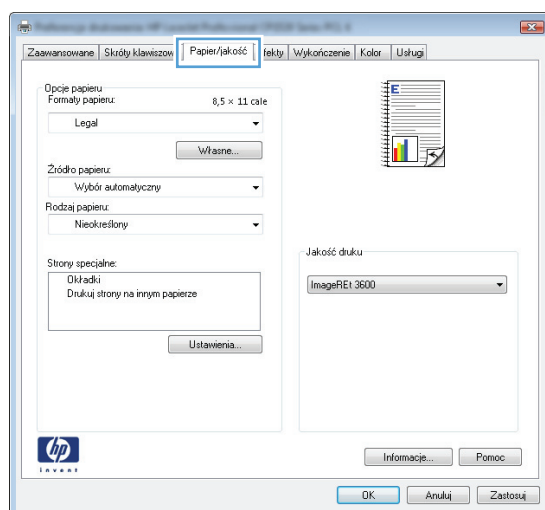 Zaawansowane Skróty klawiszow Papier/jakość fekty Wykończenie Kolor Usługi
Opcje papieru
Formaty papieru: 8,5 × 11 cale
Legal
Własne...
Źródło papieru:
Wybór automatyczny
Rodzaj papieru:
Nieokreślony
Strony specjalne:
Okładki
Drukuj strony na innym papierze
Ustawienia...
E
Jakość druku
ImageREt 3600
hp
invent
Informacje... Pomoc
OK Anuluj Zastosuj